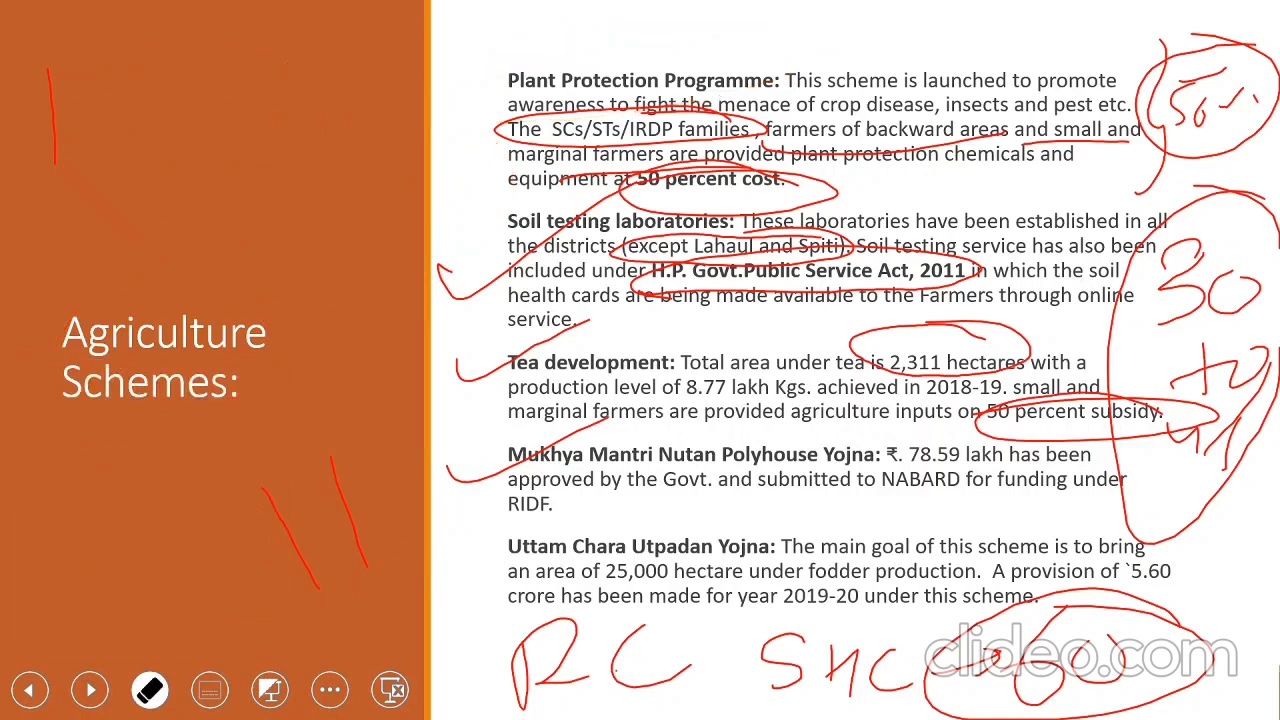 Agriculture
Schemes:
Plant Protection Programme: This scheme is launched to promote
awareness to fight the menace of crop disease, insects and pest etc.
The SCs/STs/IRDP families , farmers of backward areas and small and
marginal farmers are provided plant protection chemicals and
equipment at 50 percent cost.
Soil testing laboratories: These laboratories have been established in all
the districts (except Lahaul and Spiti). Soil testing service has also been
included under H.P. Govt.Public Service Act, 2011 in which the soil
health cards are being made available to the Farmers through online
service.
Tea development: Total area under tea is 2,311 hectares with a
production level of 8.77 lakh Kgs. achieved in 2018-19. small and
marginal farmers are provided agriculture inputs on 50 percent subsidy.
Mukhya Mantri Nutan Polyhouse Yojna: ₹. 78.59 lakh has been
approved by the Govt. and submitted to NABARD for funding under
RIDF.
Uttam Chara Utpadan Yojna: The main goal of this scheme is to bring
an area of 25,000 hectare under fodder production. A provision of `5.60
crore has been made for year 2019-20 under this scheme.
50%
30
RC SHC
clideo.com